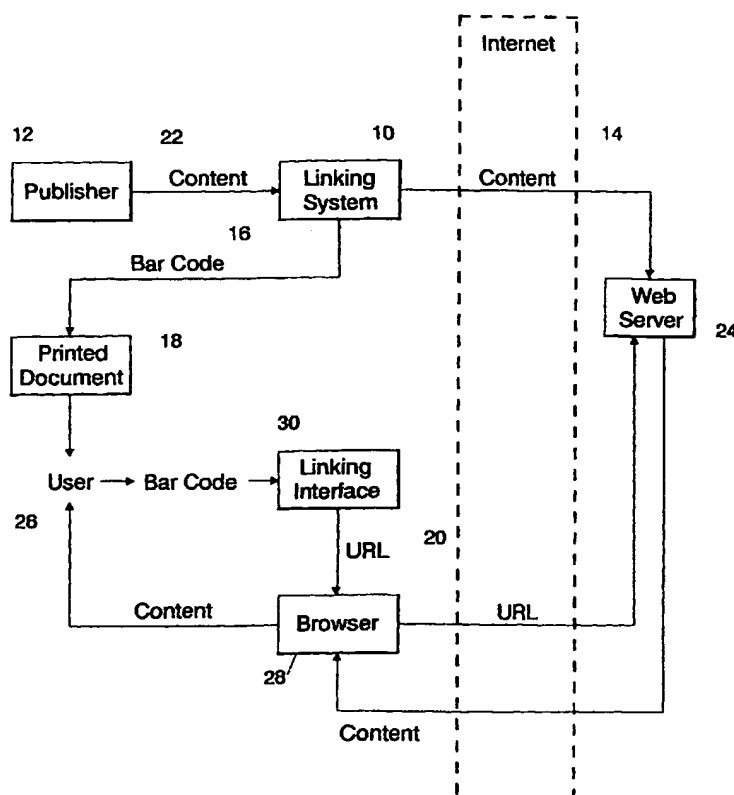 Internet
12
22
10
14
Publisher
Content
Linking
System
Content
16
Bar Code
Web
Server
24
Printed
Document
18
30
User
Bar Code
Linking
Interface
28
URL
20
Content
Browser
URL
28
Content